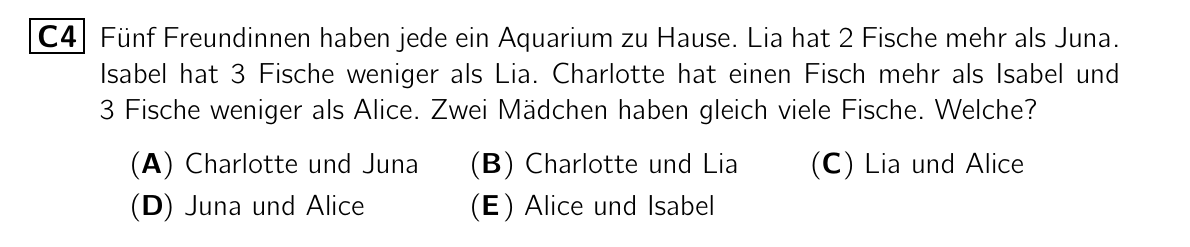 C4 Fünf Freundinnen haben jede ein Aquarium zu Hause. Lia hat 2 Fische mehr als Juna.
Isabel hat 3 Fische weniger als Lia. Charlotte hat einen Fisch mehr als Isabel und
3 Fische weniger als Alice. Zwei Mädchen haben gleich viele Fische. Welche?
(A) Charlotte und Juna (B) Charlotte und Lia (C) Lia und Alice
(D) Juna und Alice (E) Alice und Isabel